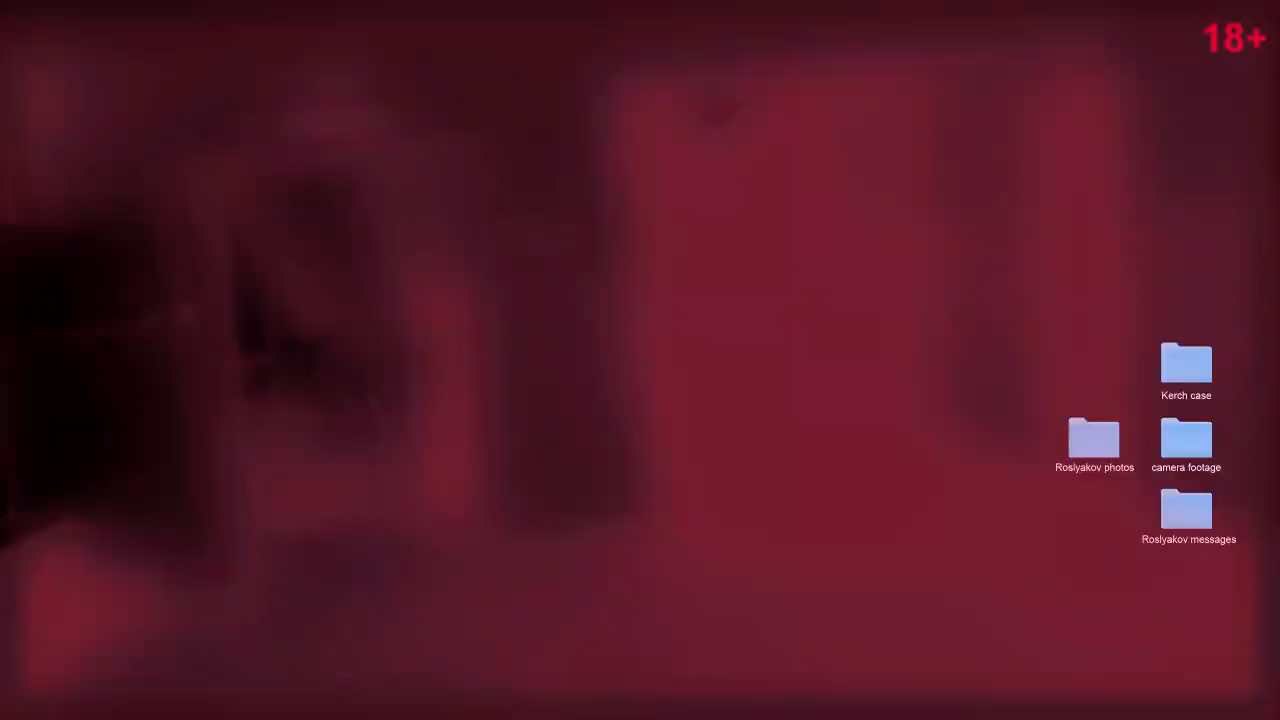 18+
Kerch case
Roslyakov photos
camera footage
Roslyakov messages